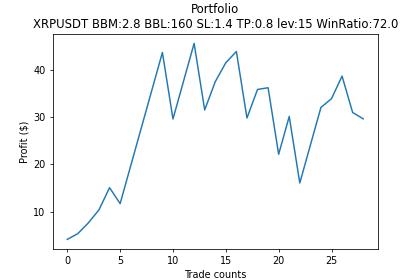 Portfolio
XRPUSDT BBM:2.8 BBL:160 SL:1.4 TP:0.8 lev:15 WinRatio:72.0
40
30
20
10
Profit ($)
0 5 10 15 20 25
Trade counts